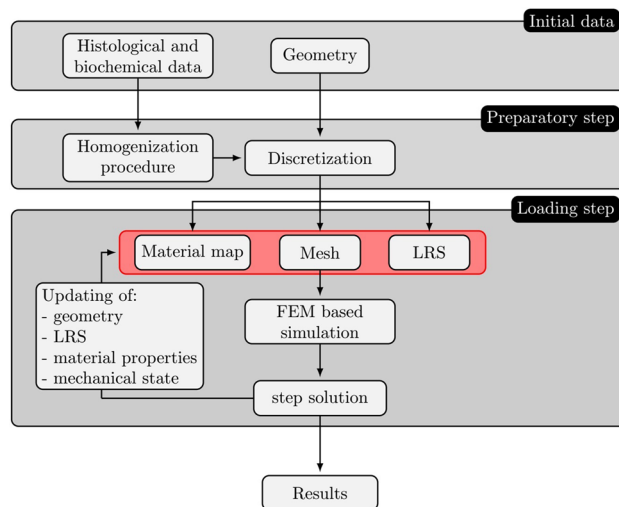 Initial data
Histological and
biochemical data
Geometry
Preparatory step
Homogenization
procedure
Discretization
Loading step
Material map
Mesh
LRS
Updating of:
- geometry
- LRS
- material properties
- mechanical state
FEM based
simulation
step solution
Results